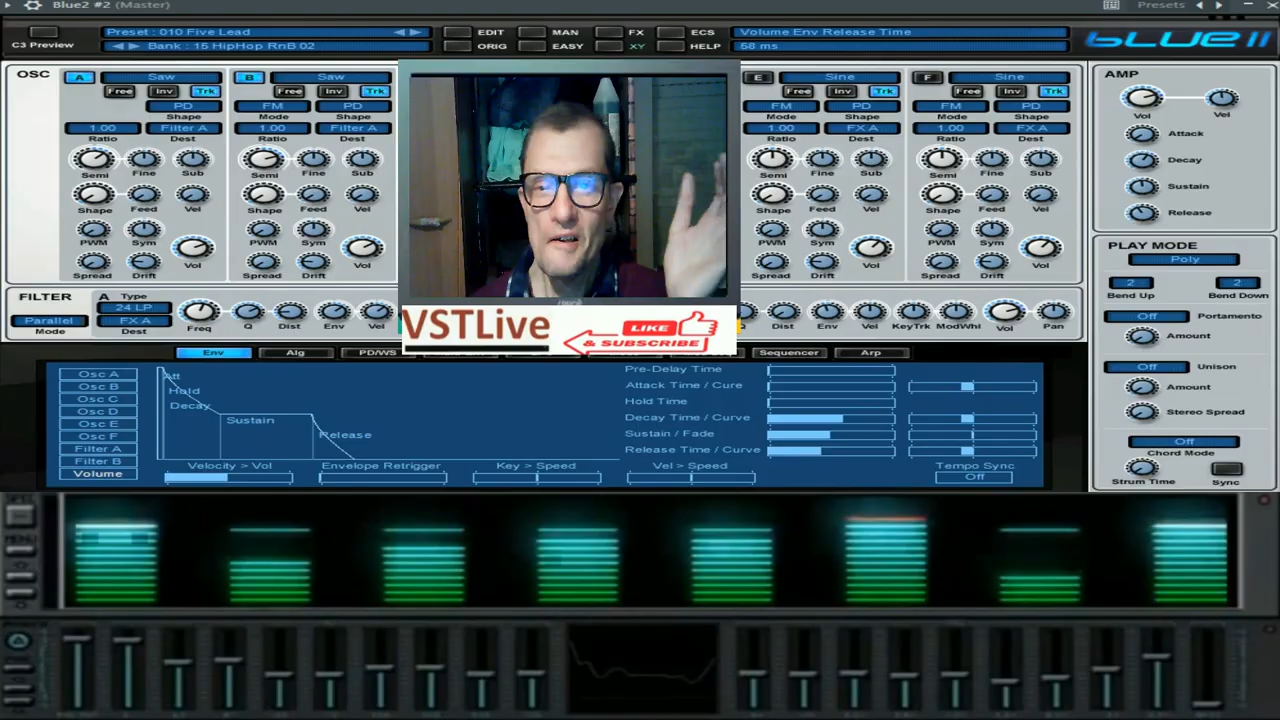 Blue2 #2 (Master)
Presets
C3 Preview
Preset : 010 Five Lead
Bank : 15 HipHop RnB 02
EDIT MAN FX ECS
ORIG EASY XY HELP
Volume Env Release Time
58 ms
BLUE II
OSC
A Saw B Saw E Sine F Sine
Free Inv Trk Free Inv Trk Free Inv Trk Free Inv Trk
PD FM PD FM PD FM PD
Shape Mode Shape Mode Shape Mode Shape
1.00 Filter A 1.00 Filter A 1.00 FX A 1.00 FX A
Ratio Dest Ratio Dest Ratio Dest Ratio Dest
Semi Fine Sub Semi Fine Sub Semi Fine Sub Semi Fine Sub
Shape Feed Vel Shape Feed Vel Shape Feed Vel Shape Feed Vel
PWM Sym PWM Sym PWM Sym PWM Sym
Spread Drift Vol Spread Drift Vol Spread Drift Vol Spread Drift Vol
AMP
Vol Vel
Attack
Decay
Sustain
Release
PLAY MODE
Poly
2 2
Bend Up Bend Down
Off Portamento
Amount
Off Unison
Amount
Stereo Spread
Off
Chord Mode
Strum Time Sync
FILTER
Parallel
Mode
A Type
24 LP
FX A
Dest
Freq Q Dist Env Vel
Dist Env Vel KeyTrk ModWhl Vol Pan
VSTLive
LIKE
& SUBSCRIBE
Env Alg PD/WS Sequencer Arp
Osc A
Osc B
Osc C
Osc D
Osc E
Osc F
Filter A
Filter B
Volume
Att
Hold
Decay
Sustain
Release
Pre-Delay Time
Attack Time / Cure
Hold Time
Decay Time / Curve
Sustain / Fade
Release Time / Curve
Velocity > Vol Envelope Retrigger Key > Speed Vel > Speed Tempo Sync
Off